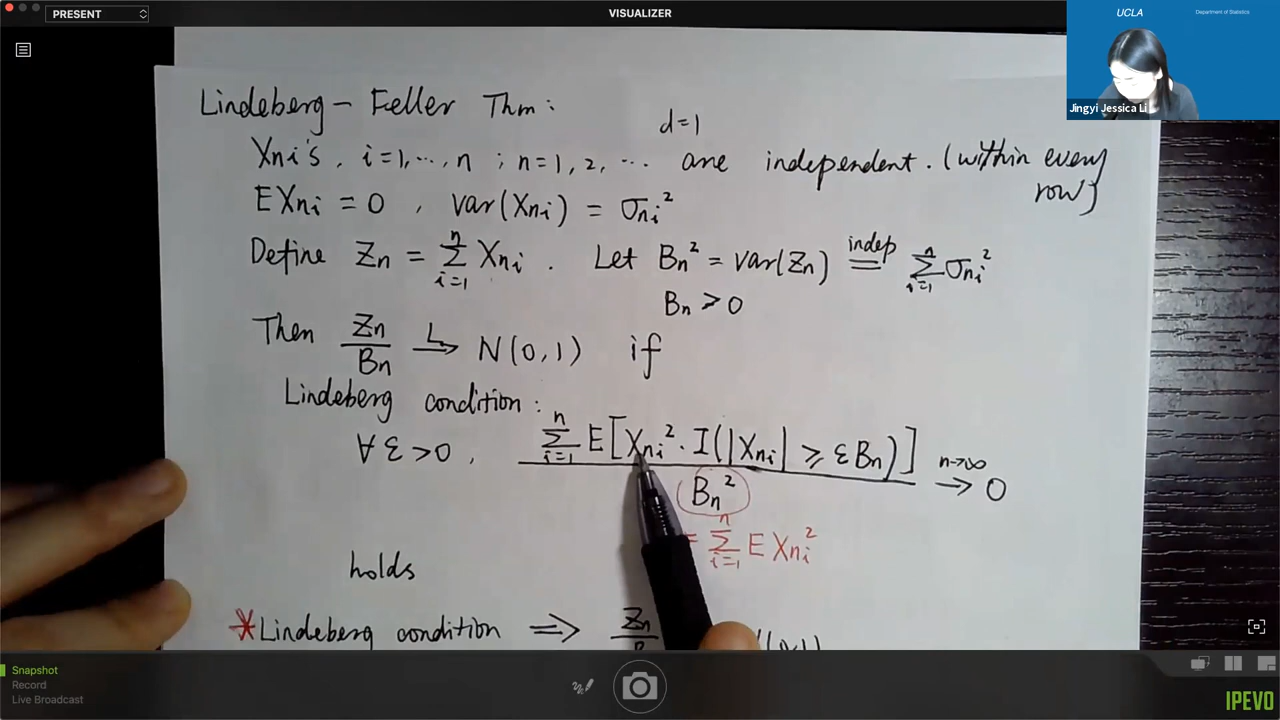 PRESENT
VISUALIZER
UCLA
Department of Statistics
Jingyi Jessica Li
Lindeberg - Feller Thm:
d=1
Xni's, i=1,…,n ; n=1,2,… are independent. (within every row)
EXni = 0 , var(Xni) = σni²
Define Zn = Σ_{i=1}^{n} Xni . Let Bn² = var(Zn) indep = Σ_{i=1}^{n} σni²
Bn > 0
Then Zn/Bn L→ N(0,1) if
Lindeberg condition:
∀ε>0, Σ_{i=1}^{n} E[Xni² · I(|Xni| ≥ εBn)] / Bn² n→∞ → 0
= Σ_{i=1}^{n} E Xni²
holds
*Lindeberg condition ⇒ Zn
Snapshot
Record
Live Broadcast
IPEVO